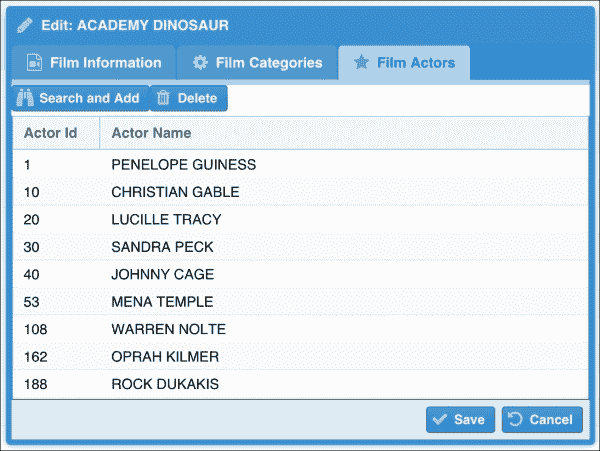 Edit: ACADEMY DINOSAUR
Film Information Film Categories Film Actors
Search and Add Delete
Actor Id Actor Name
1 PENELOPE GUINESS
10 CHRISTIAN GABLE
20 LUCILLE TRACY
30 SANDRA PECK
40 JOHNNY CAGE
53 MENA TEMPLE
108 WARREN NOLTE
162 OPRAH KILMER
188 ROCK DUKAKIS
Save Cancel